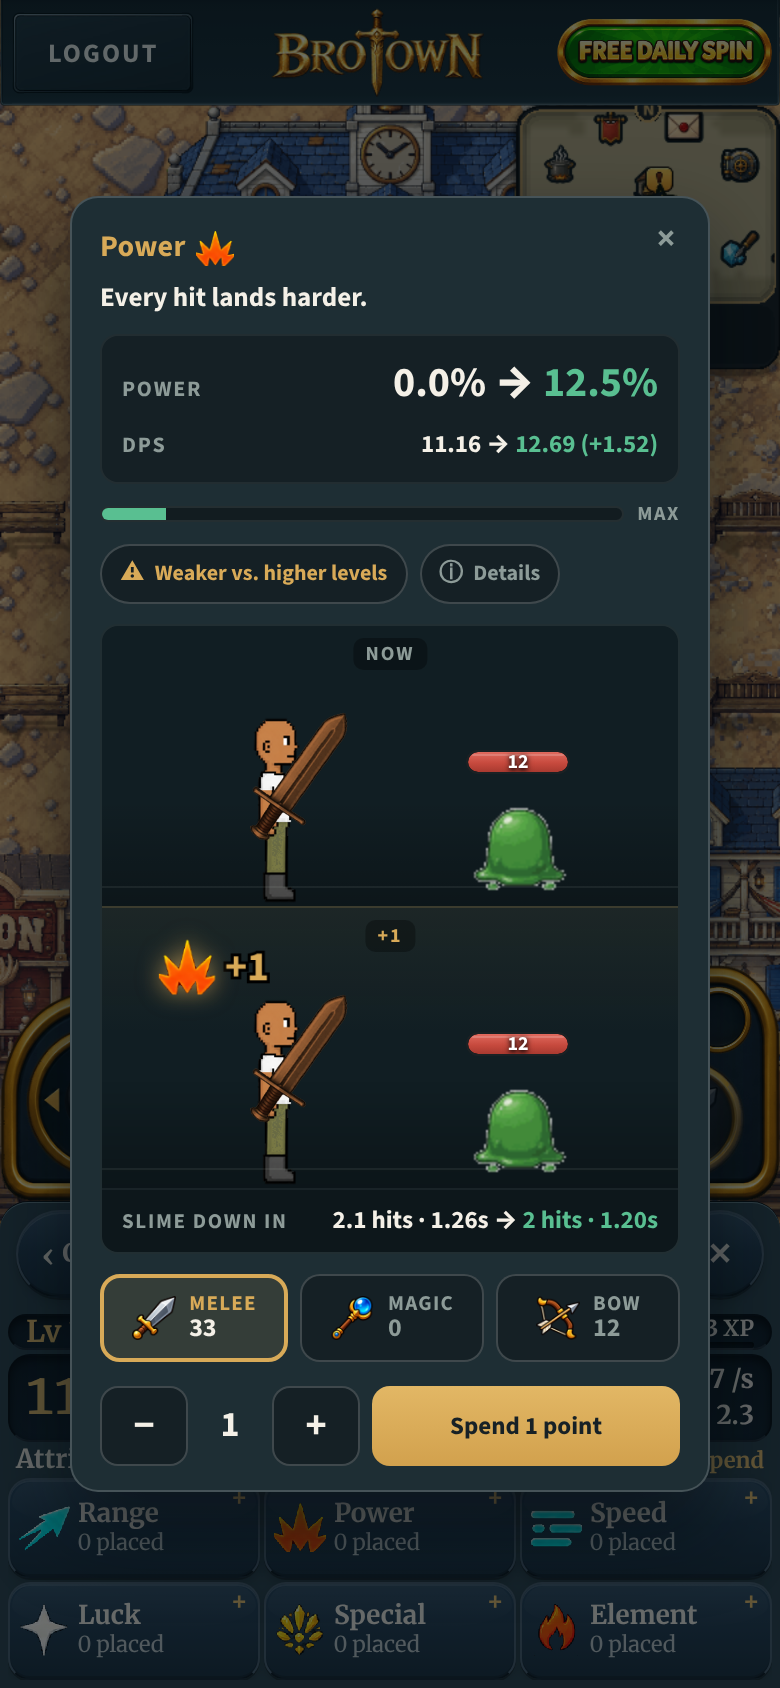 LOGOUT
BROTOWN
FREE DAILY SPIN
N
Power
×
Every hit lands harder.
POWER
0.0% → 12.5%
DPS
11.16 → 12.69 (+1.52)
MAX
Weaker vs. higher levels
Details
NOW
12
+1
+1
12
SLIME DOWN IN
2.1 hits · 1.26s → 2 hits · 1.20s
MELEE
33
MAGIC
0
BOW
12
−
1
+
Spend 1 point
ON
Lv
XP
11
7 /s
2.3
Attr
pend
Range
0 placed
+
Power
0 placed
+
Speed
0 placed
+
Luck
0 placed
+
Special
0 placed
+
Element
0 placed
+